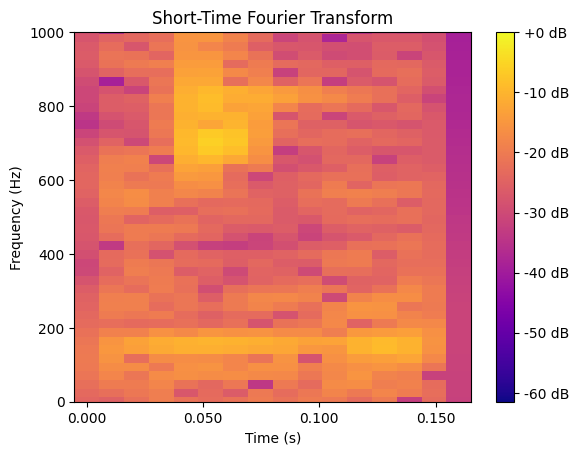 Short-Time Fourier Transform
Frequency (Hz)
1000
800
600
400
200
0
0.000
0.050
0.100
0.150
Time (s)
+0 dB
-10 dB
-20 dB
-30 dB
-40 dB
-50 dB
-60 dB